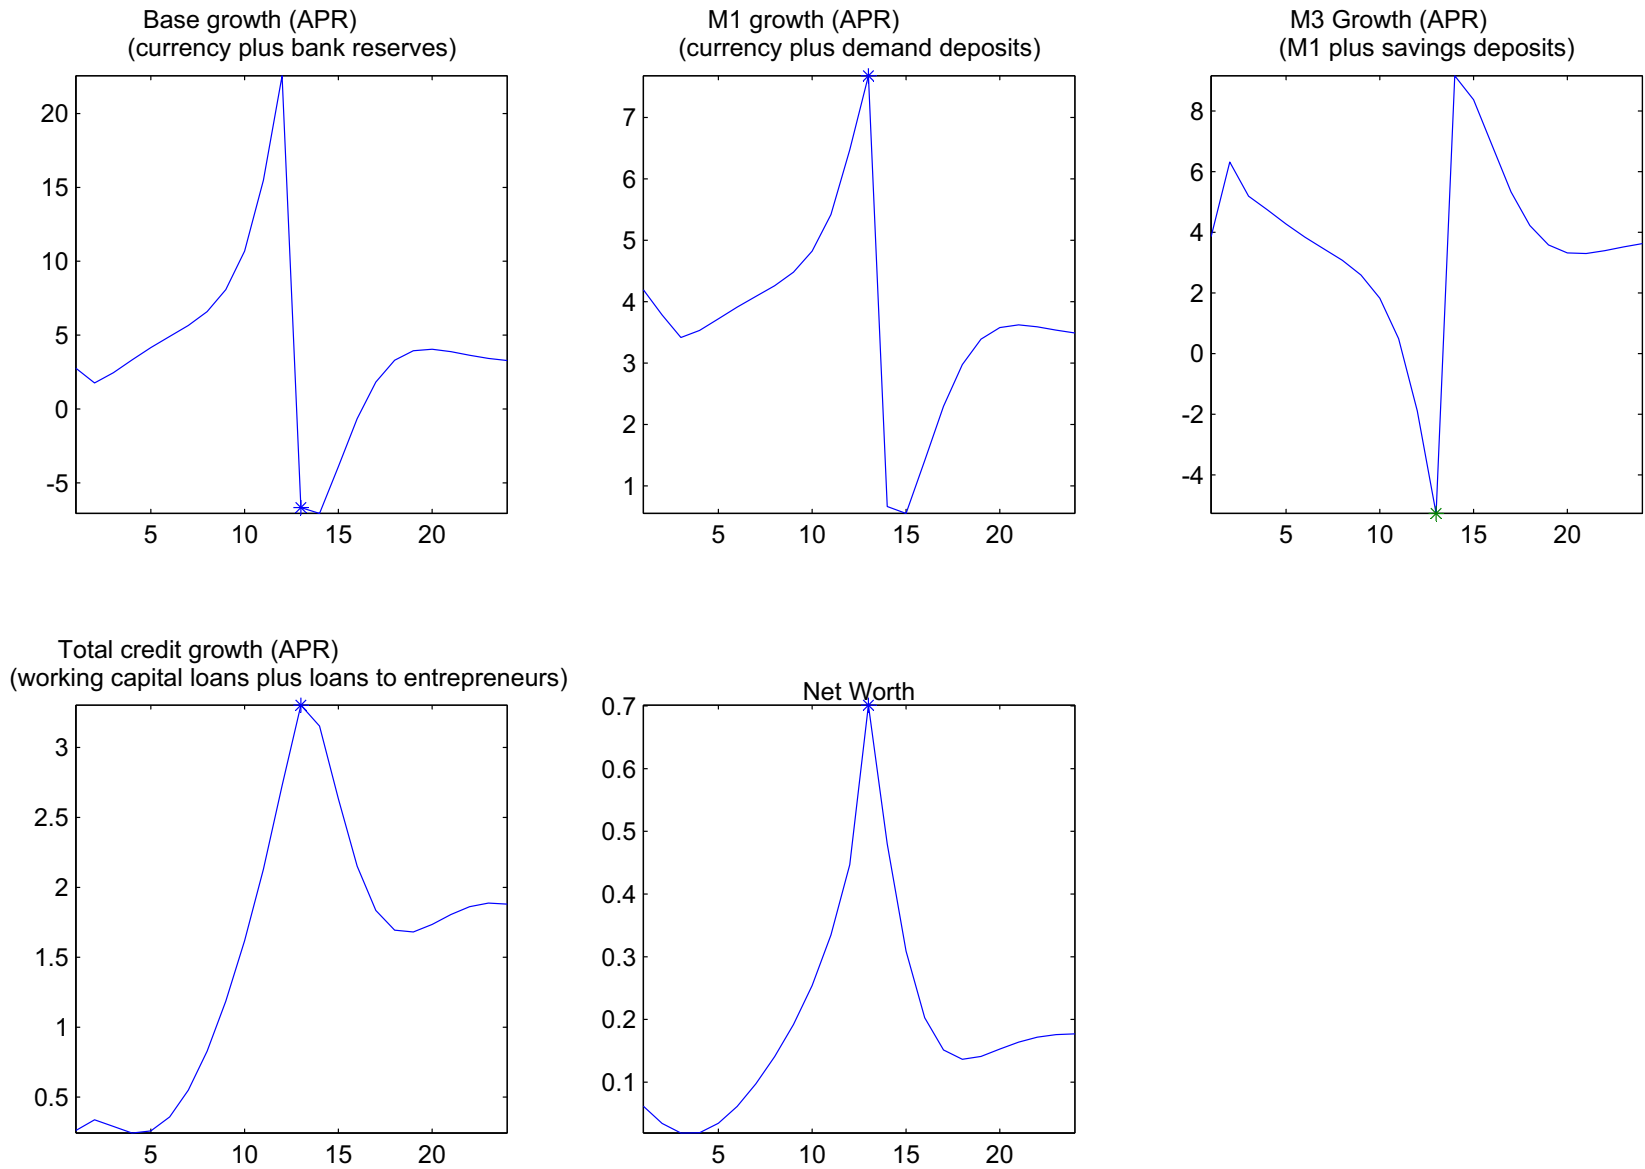 Base growth (APR)
(currency plus bank reserves)
20
15
10
5
0
-5
5 10 15 20
M1 growth (APR)
(currency plus demand deposits)
7
6
5
4
3
2
1
5 10 15 20
M3 Growth (APR)
(M1 plus savings deposits)
8
6
4
2
0
-2
-4
5 10 15 20
Total credit growth (APR)
(working capital loans plus loans to entrepreneurs)
3
2.5
2
1.5
1
0.5
5 10 15 20
Net Worth
0.7
0.6
0.5
0.4
0.3
0.2
0.1
5 10 15 20